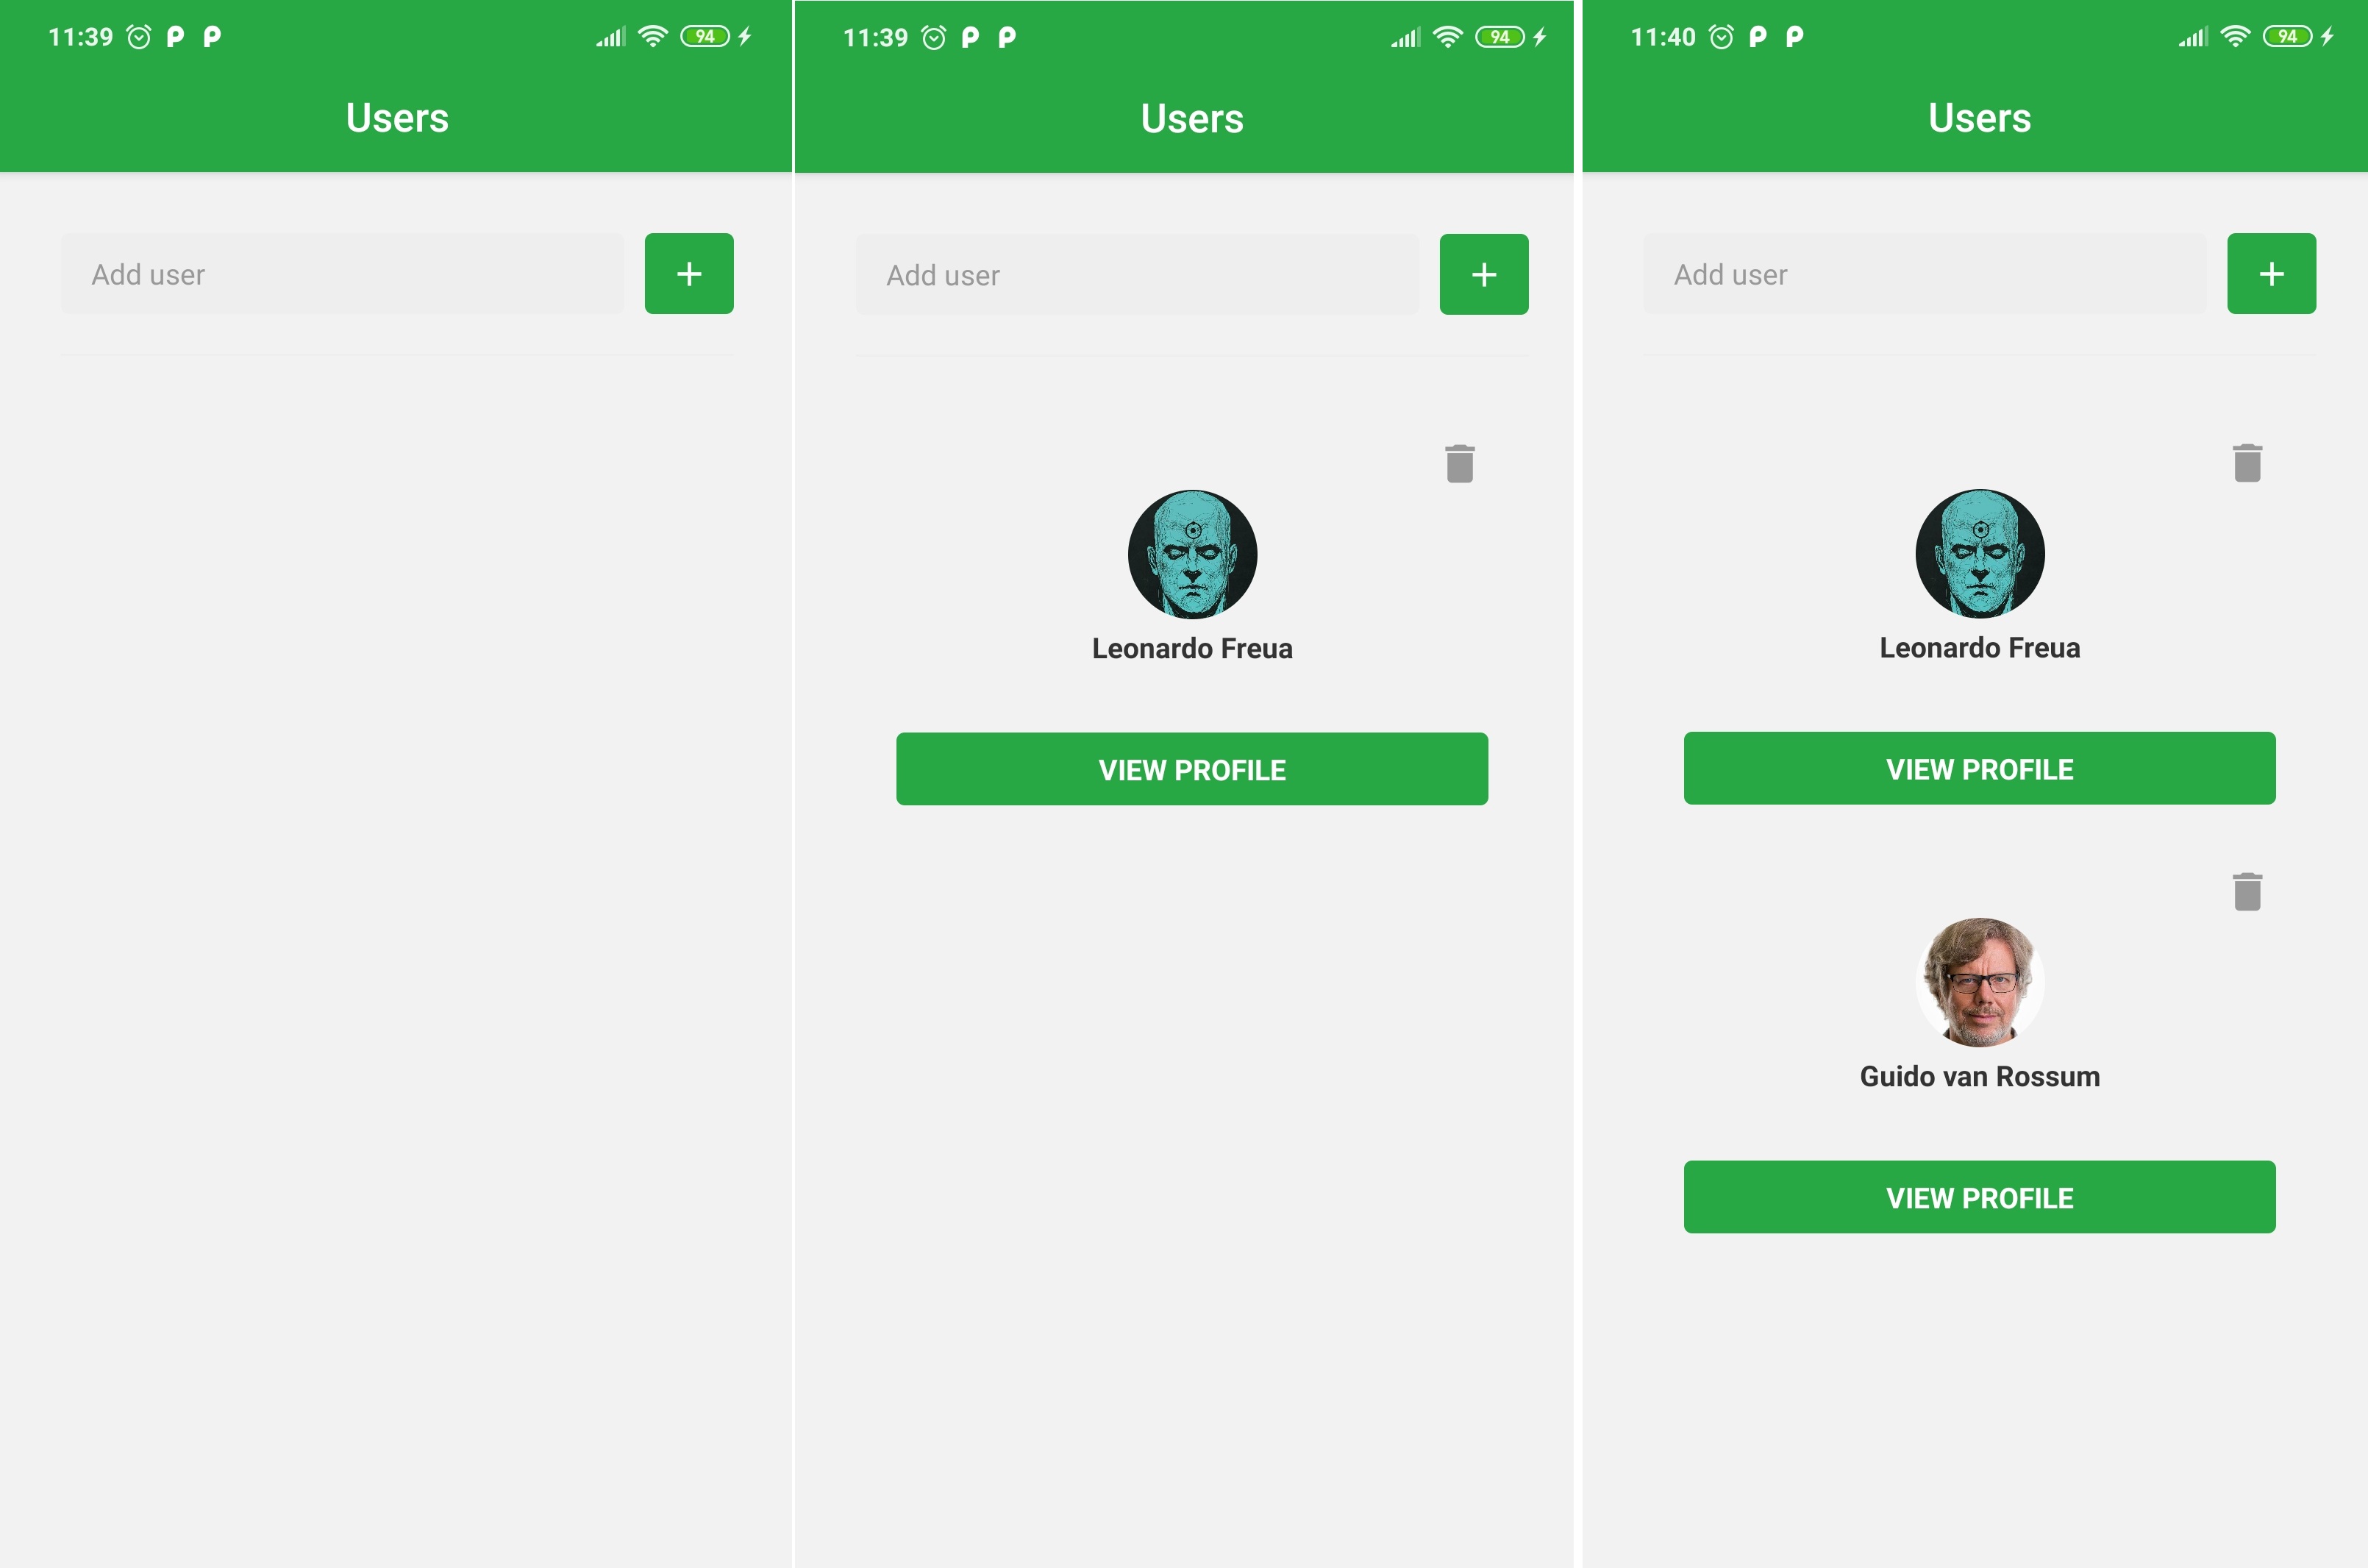 11:39 P P 94
Users
Add user
+
11:39 P P 94
Users
Add user
+
Leonardo Freua
VIEW PROFILE
11:40 P P 94
Users
Add user
+
Leonardo Freua
VIEW PROFILE
Guido van Rossum
VIEW PROFILE